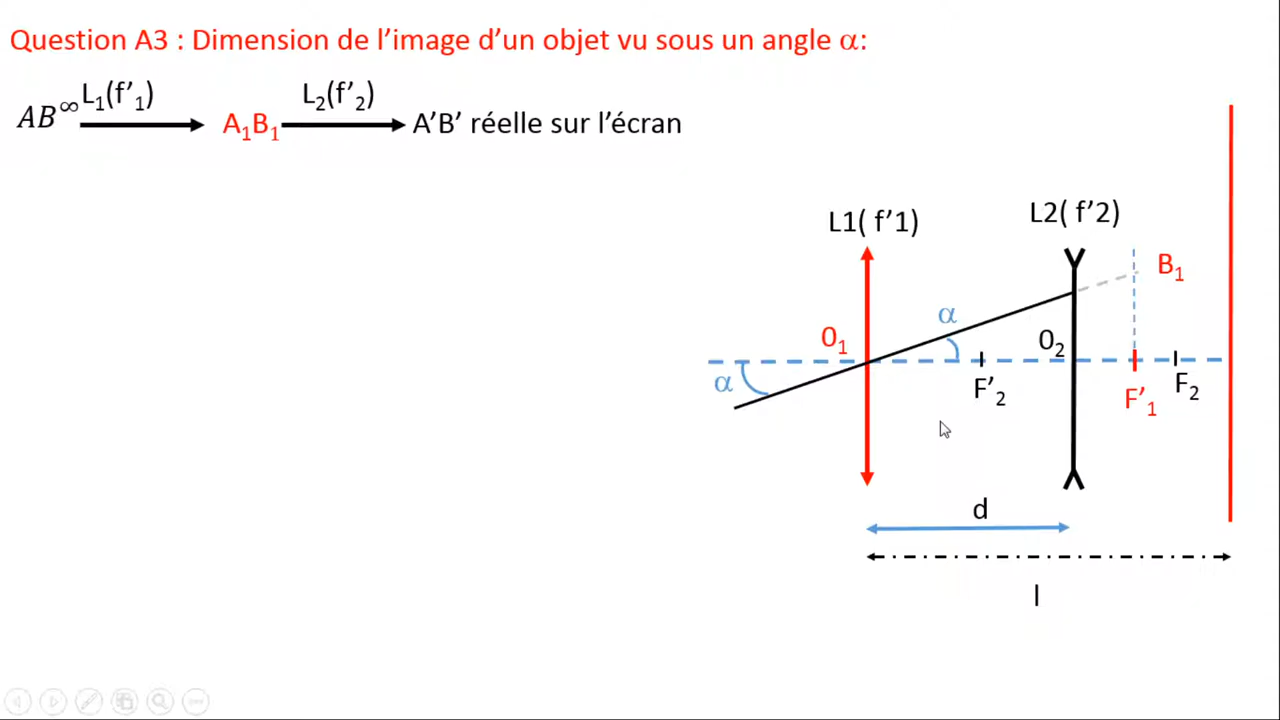 Question A3 : Dimension de l’image d’un objet vu sous un angle α:
AB∞ L₁(f’₁) A₁B₁ L₂(f’₂) A’B’ réelle sur l’écran
L1( f’1)
L2( f’2)
B₁
α
O₁
O₂
α
F’₂
F’₁
F₂
d
l